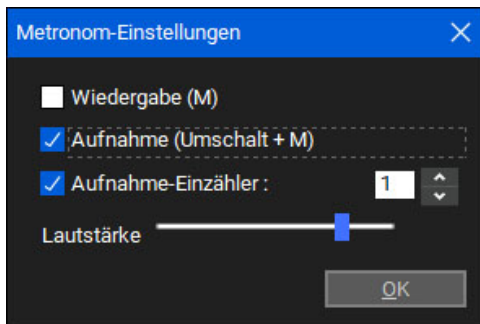 Metronom-Einstellungen
Wiedergabe (M)
Aufnahme (Umschalt + M)
Aufnahme-Einzähler : 1
Lautstärke
OK